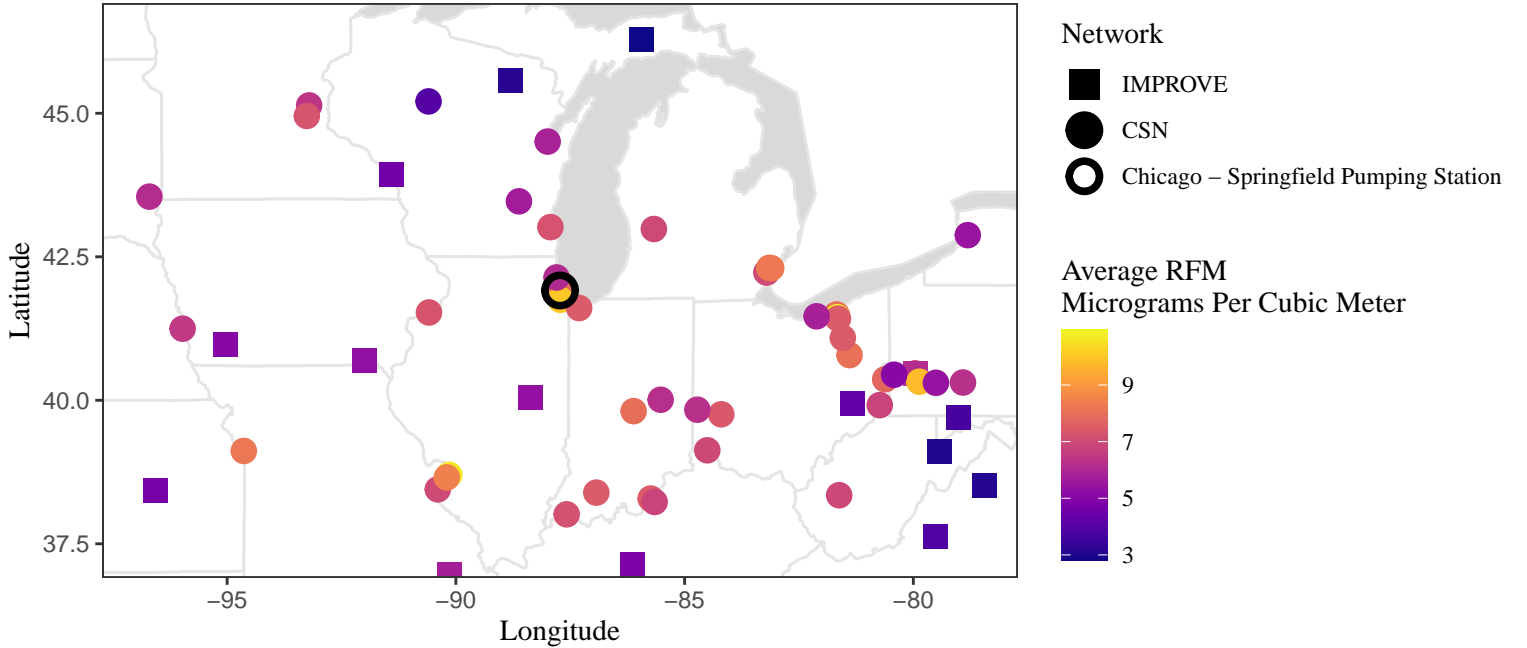 Network
IMPROVE
CSN
Chicago – Springfield Pumping Station
Average RFM
Micrograms Per Cubic Meter
9
7
5
3
Latitude
45.0
42.5
40.0
37.5
−95
−90
−85
−80
Longitude